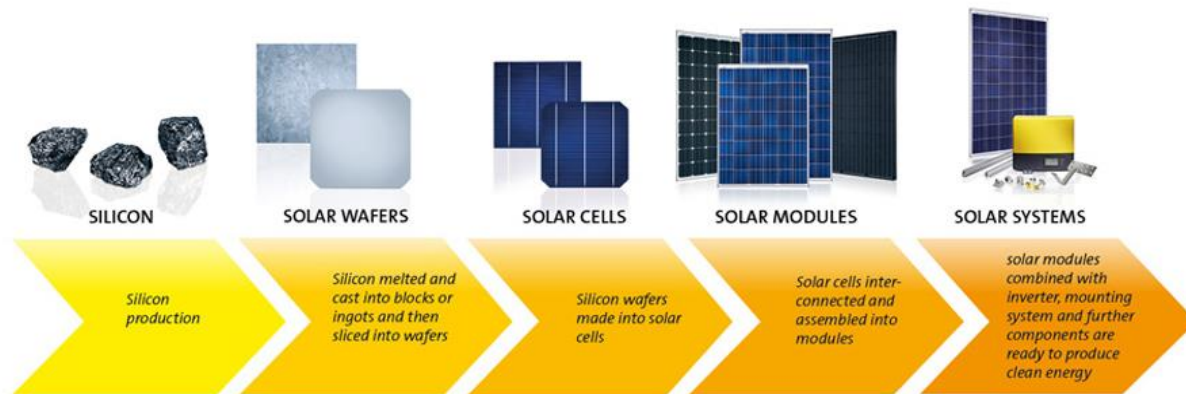 SILICON
SOLAR WAFERS
SOLAR CELLS
SOLAR MODULES
SOLAR SYSTEMS
Silicon
production
Silicon melted and
cast into blocks or
ingots and then
sliced into wafers
Silicon wafers
made into solar
cells
Solar cells inter-
connected and
assembled into
modules
solar modules
combined with
inverter, mounting
system and further
components are
ready to produce
clean energy